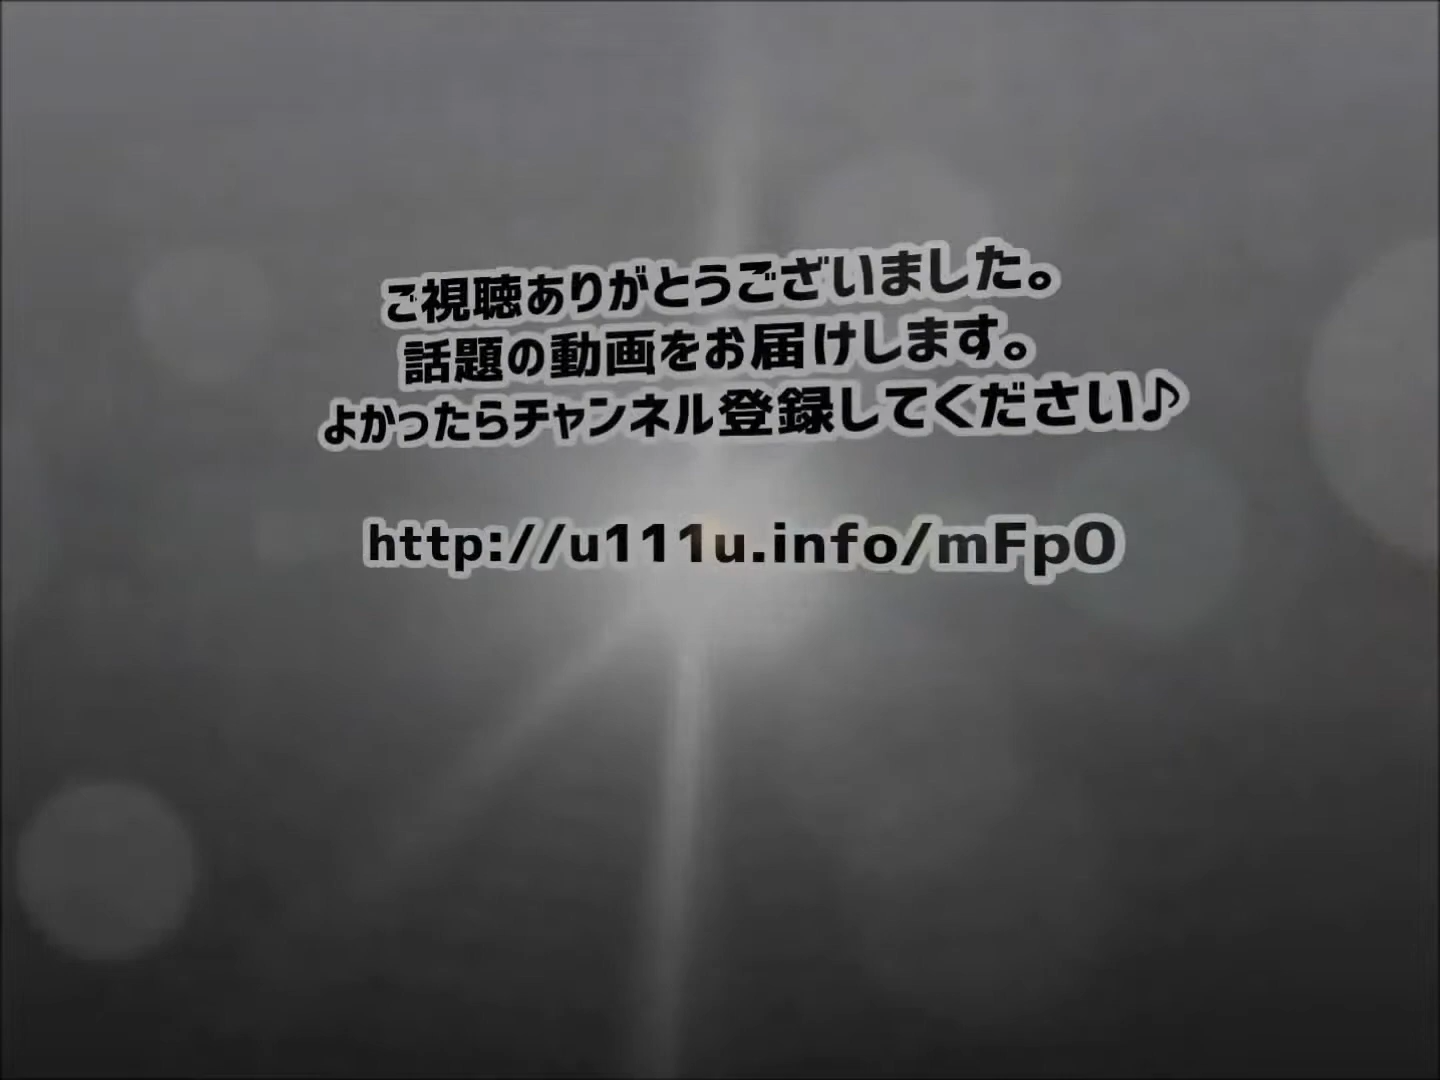 ご視聴ありがとうございました。
話題の動画をお届けします。
よかったらチャンネル登録してください♪
http://u111u.info/mFpO